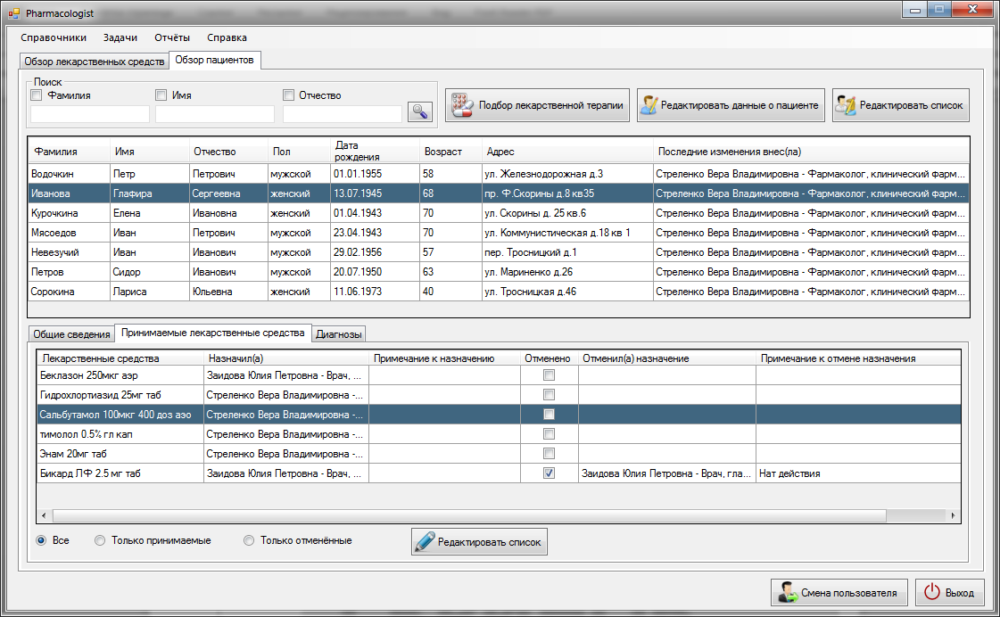 Pharmacologist
Справочники Задачи Отчёты Справка
Обзор лекарственных средств Обзор пациентов
Поиск
Фамилия Имя Отчество
Подбор лекарственной терапии Редактировать данные о пациенте Редактировать список
Фамилия Имя Отчество Пол Дата рождения Возраст Адрес Последние изменения внес(ла)
Водочкин Петр Петрович мужской 01.01.1955 58 ул. Железнодорожная д.3 Стреленко Вера Владимировна - Фармаколог, клинический фарм...
Иванова Глафира Сергеевна женский 13.07.1945 68 пр. Ф.Скорины д.8 кв35 Стреленко Вера Владимировна - Фармаколог, клинический фарм...
Курочкина Елена Ивановна женский 01.04.1943 70 ул. Скорины д. 25 кв.6 Стреленко Вера Владимировна - Фармаколог, клинический фарм...
Мясоедов Иван Петрович мужской 23.04.1943 70 ул. Коммунистическая д.18 кв 1 Стреленко Вера Владимировна - Фармаколог, клинический фарм...
Невезучий Иван Иванович мужской 29.02.1956 57 пер. Тросницкий д.1 Стреленко Вера Владимировна - Фармаколог, клинический фарм...
Петров Сидор Иванович мужской 20.07.1950 63 ул. Мариненко д.26 Стреленко Вера Владимировна - Фармаколог, клинический фарм...
Сорокина Лариса Юльевна женский 11.06.1973 40 ул. Тросницкая д.46 Стреленко Вера Владимировна - Фармаколог, клинический фарм...
Общие сведения Принимаемые лекарственные средства Диагнозы
Лекарственные средства Назначил(а) Примечание к назначению Отменено Отменил(а) назначение Примечание к отмене назначения
Беклазон 250мкг аэр Заидова Юлия Петровна - Врач, ...
Гидрохлортиазид 25мг таб Стреленко Вера Владимировна -...
Сальбутамол 100мкг 400 доз аэо Стреленко Вера Владимировна -...
тимолол 0.5% гл кап Стреленко Вера Владимировна -...
Энам 20мг таб Стреленко Вера Владимировна -...
Бикард ЛФ 2.5 мг таб Заидова Юлия Петровна - Врач, ... Заидова Юлия Петровна - Врач, гла... Нат действия
Все Только принимаемые Только отменённые Редактировать список
Смена пользователя Выход